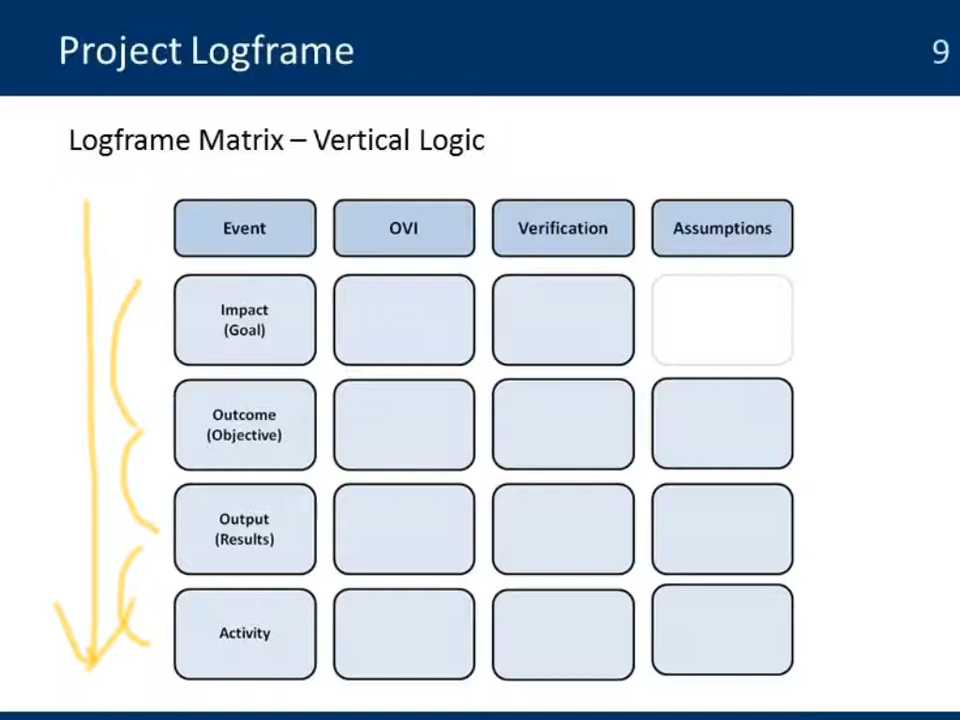 Project Logframe
9
Logframe Matrix – Vertical Logic
Event
OVI
Verification
Assumptions
Impact
(Goal)
Outcome
(Objective)
Output
(Results)
Activity